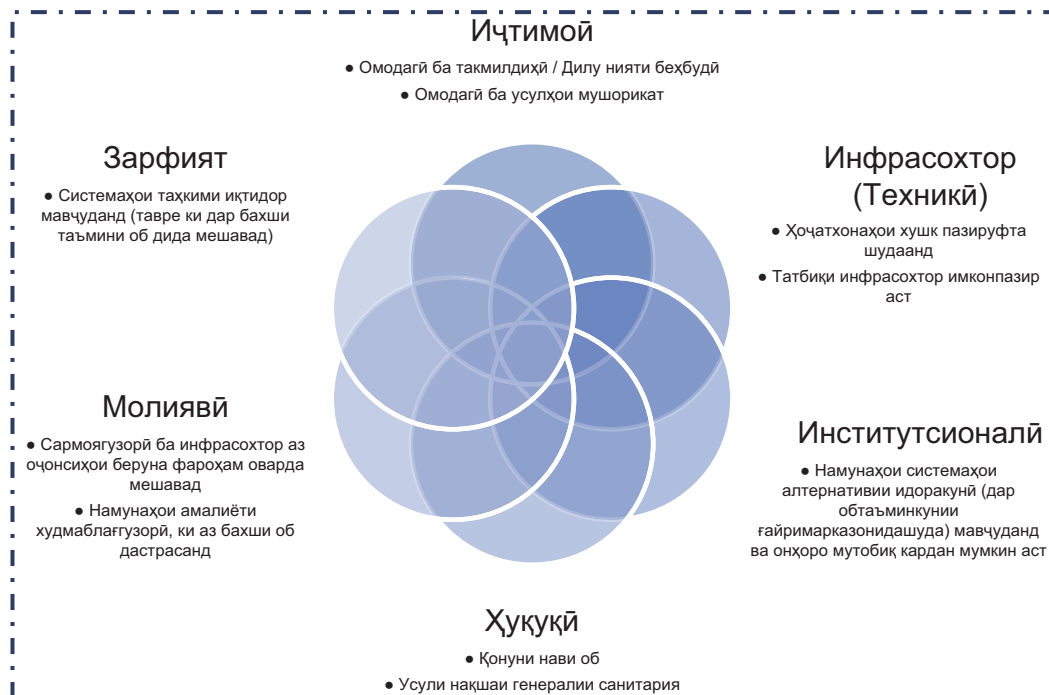 Иҷтимоӣ
● Омодагӣ ба такмилдиҳӣ / Дилу нияти беҳбудӣ
● Омодагӣ ба усулҳои мушорикат
Зарфият
● Системаҳои таҳкими иқтидор
мавҷуданд (тавре ки дар бахши
таъмини об дида мешавад)
Инфрасохтор
(Техникӣ)
● Ҳоҷатхонаҳои хушк пазируфта
шудаанд
● Татбиқи инфрасохтор имконпазир
аст
Молиявӣ
● Сармоягузорӣ ба инфрасохтор аз
оҷонсиҳои беруна фароҳам оварда
мешавад
● Намунаҳои амалиёти
худмаблағгузорӣ, ки аз бахши об
дастрасанд
Институтсионалӣ
● Намунаҳои системаҳои
алтернативии идоракунӣ (дар
обтаъминкунии
ғайримарказонидашуда) мавҷуданд
ва онҳоро мутобиқ кардан мумкин аст
Ҳуқуқӣ
● Қонуни нави об
● Усули нақшаи генералии санитария